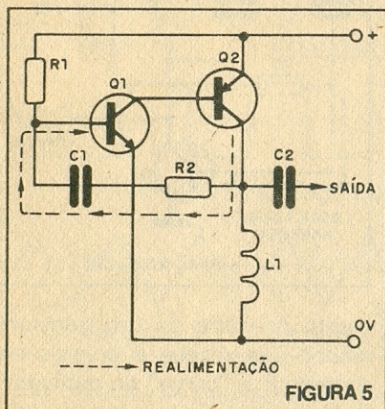 +
Q2
R1
Q1
C1
R2
C2
SAÍDA
L1
0V
REALIMENTAÇÃO
FIGURA 5